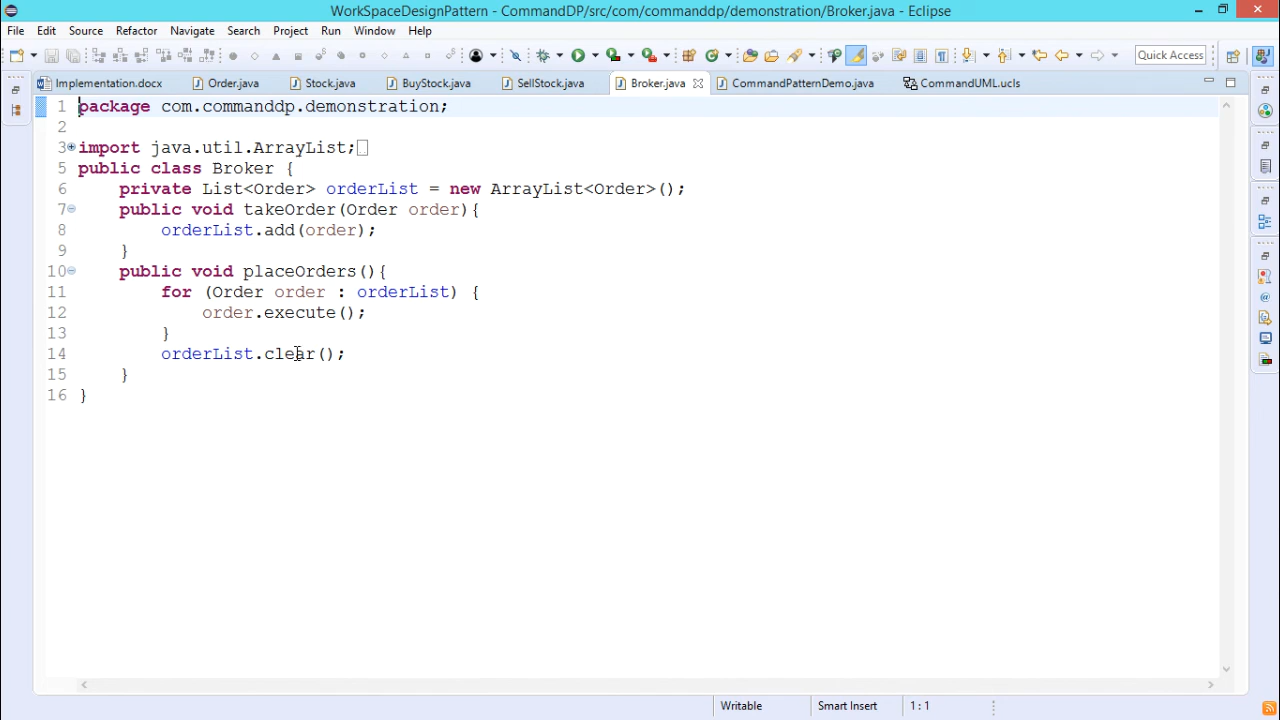 WorkSpaceDesignPattern - CommandDP/src/com/commanddp/demonstration/Broker.java - Eclipse
File Edit Source Refactor Navigate Search Project Run Window Help
Quick Access
Implementation.docx Order.java Stock.java BuyStock.java SellStock.java Broker.java CommandPatternDemo.java CommandUML.ucls
1 package com.commanddp.demonstration;
2
3 import java.util.ArrayList;
5 public class Broker {
6 private List<Order> orderList = new ArrayList<Order>();
7 public void takeOrder(Order order){
8 orderList.add(order);
9 }
10 public void placeOrders(){
11 for (Order order : orderList) {
12 order.execute();
13 }
14 orderList.clear();
15 }
16 }
Writable Smart Insert 1 : 1